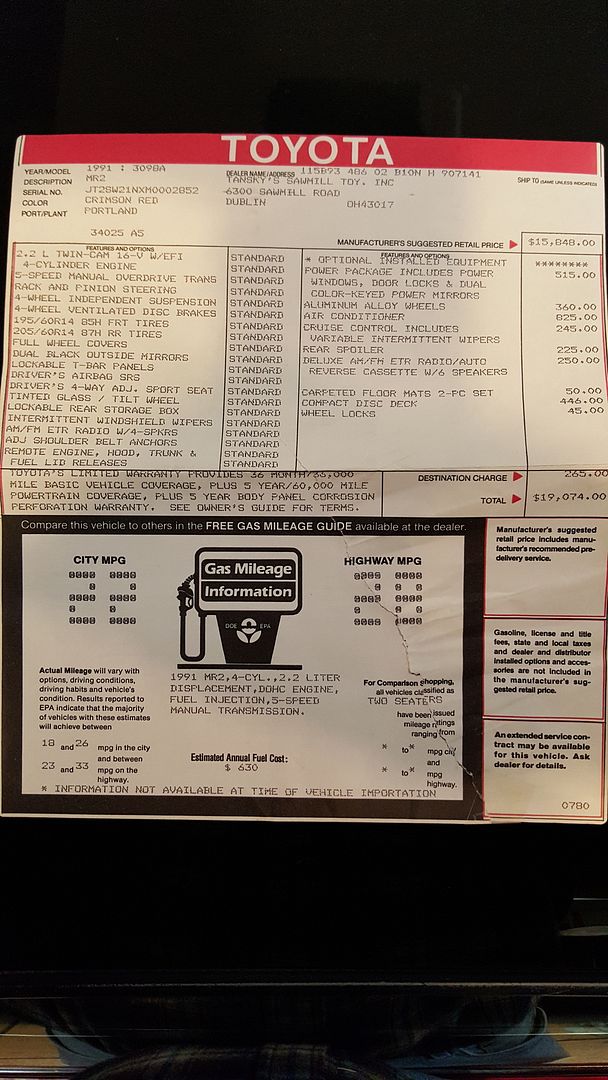 TOYOTA
YEAR/MODEL 1991 : 3098A DEALER NAME/ADDRESS 115B73 486 02 B10N H 907141
DESCRIPTION MR2 TANSKY'S SAWMILL TOY. INC SHIP TO (SAME UNLESS INDICATED)
SERIAL NO. JT2SW21NXM0002852 6300 SAWMILL ROAD
COLOR CRIMSON RED DUBLIN OH43017
PORT/PLANT PORTLAND
34025 A5
MANUFACTURER'S SUGGESTED RETAIL PRICE $15,848.00
FEATURES AND OPTIONS
2.2 L TWIN-CAM 16-V W/EFI STANDARD
4-CYLINDER ENGINE STANDARD
5-SPEED MANUAL OVERDRIVE TRANS STANDARD
RACK AND PINION STEERING STANDARD
4-WHEEL INDEPENDENT SUSPENSION STANDARD
4-WHEEL VENTILATED DISC BRAKES STANDARD
195/60R14 85H FRT TIRES STANDARD
205/60R14 87H RR TIRES STANDARD
FULL WHEEL COVERS STANDARD
DUAL BLACK OUTSIDE MIRRORS STANDARD
LOCKABLE T-BAR PANELS STANDARD
DRIVER'S AIRBAG SRS STANDARD
DRIVER'S 4-WAY ADJ. SPORT SEAT STANDARD
TINTED GLASS / TILT WHEEL STANDARD
LOCKABLE REAR STORAGE BOX STANDARD
INTERMITTENT WINDSHIELD WIPERS STANDARD
AM/FM ETR RADIO W/4-SPKRS STANDARD
ADJ SHOULDER BELT ANCHORS STANDARD
REMOTE ENGINE, HOOD, TRUNK & STANDARD
FUEL LID RELEASES STANDARD
FEATURES AND OPTIONS
* OPTIONAL INSTALLED EQUIPMENT ********
POWER PACKAGE INCLUDES POWER 515.00
WINDOWS, DOOR LOCKS & DUAL
COLOR-KEYED POWER MIRRORS
ALUMINUM ALLOY WHEELS 360.00
AIR CONDITIONER 825.00
CRUISE CONTROL INCLUDES 245.00
VARIABLE INTERMITTENT WIPERS
REAR SPOILER 225.00
DELUXE AM/FM ETR RADIO/AUTO 250.00
REVERSE CASSETTE W/6 SPEAKERS
CARPETED FLOOR MATS 2-PC SET 50.00
COMPACT DISC DECK 446.00
WHEEL LOCKS 45.00
TOYOTA'S LIMITED WARRANTY PROVIDES 36 MONTH/36,000
MILE BASIC VEHICLE COVERAGE, PLUS 5 YEAR/60,000 MILE
POWERTRAIN COVERAGE, PLUS 5 YEAR BODY PANEL CORROSION
PERFORATION WARRANTY. SEE OWNER'S GUIDE FOR TERMS.
DESTINATION CHARGE 265.00
TOTAL $19,074.00
Compare this vehicle to others in the FREE GAS MILEAGE GUIDE available at the dealer.
CITY MPG
Gas Mileage
Information
DOE EPA
HIGHWAY MPG
Actual Mileage will vary with
options, driving conditions,
driving habits and vehicle's
condition. Results reported to
EPA indicate that the majority
of vehicles with these estimates
will achieve between
18 and 26 mpg in the city
and between
23 and 33 mpg on the
highway.
1991 MR2,4-CYL.,2.2 LITER
DISPLACEMENT,DOHC ENGINE,
FUEL INJECTION,5-SPEED
MANUAL TRANSMISSION.
Estimated Annual Fuel Cost:
$ 630
For Comparison shopping,
all vehicles classified as
TWO SEATERS
have been issued
mileage ratings
ranging from
* to * mpg city
and
* to * mpg
highway.
* INFORMATION NOT AVAILABLE AT TIME OF VEHICLE IMPORTATION
Manufacturer's suggested
retail price includes manu-
facturer's recommended pre-
delivery service.
Gasoline, license and title
fees, state and local taxes
and dealer and distributor
installed options and acces-
sories are not included in
the manufacturer's sug-
gested retail price.
An extended service con-
tract may be available
for this vehicle. Ask
dealer for details.
0780